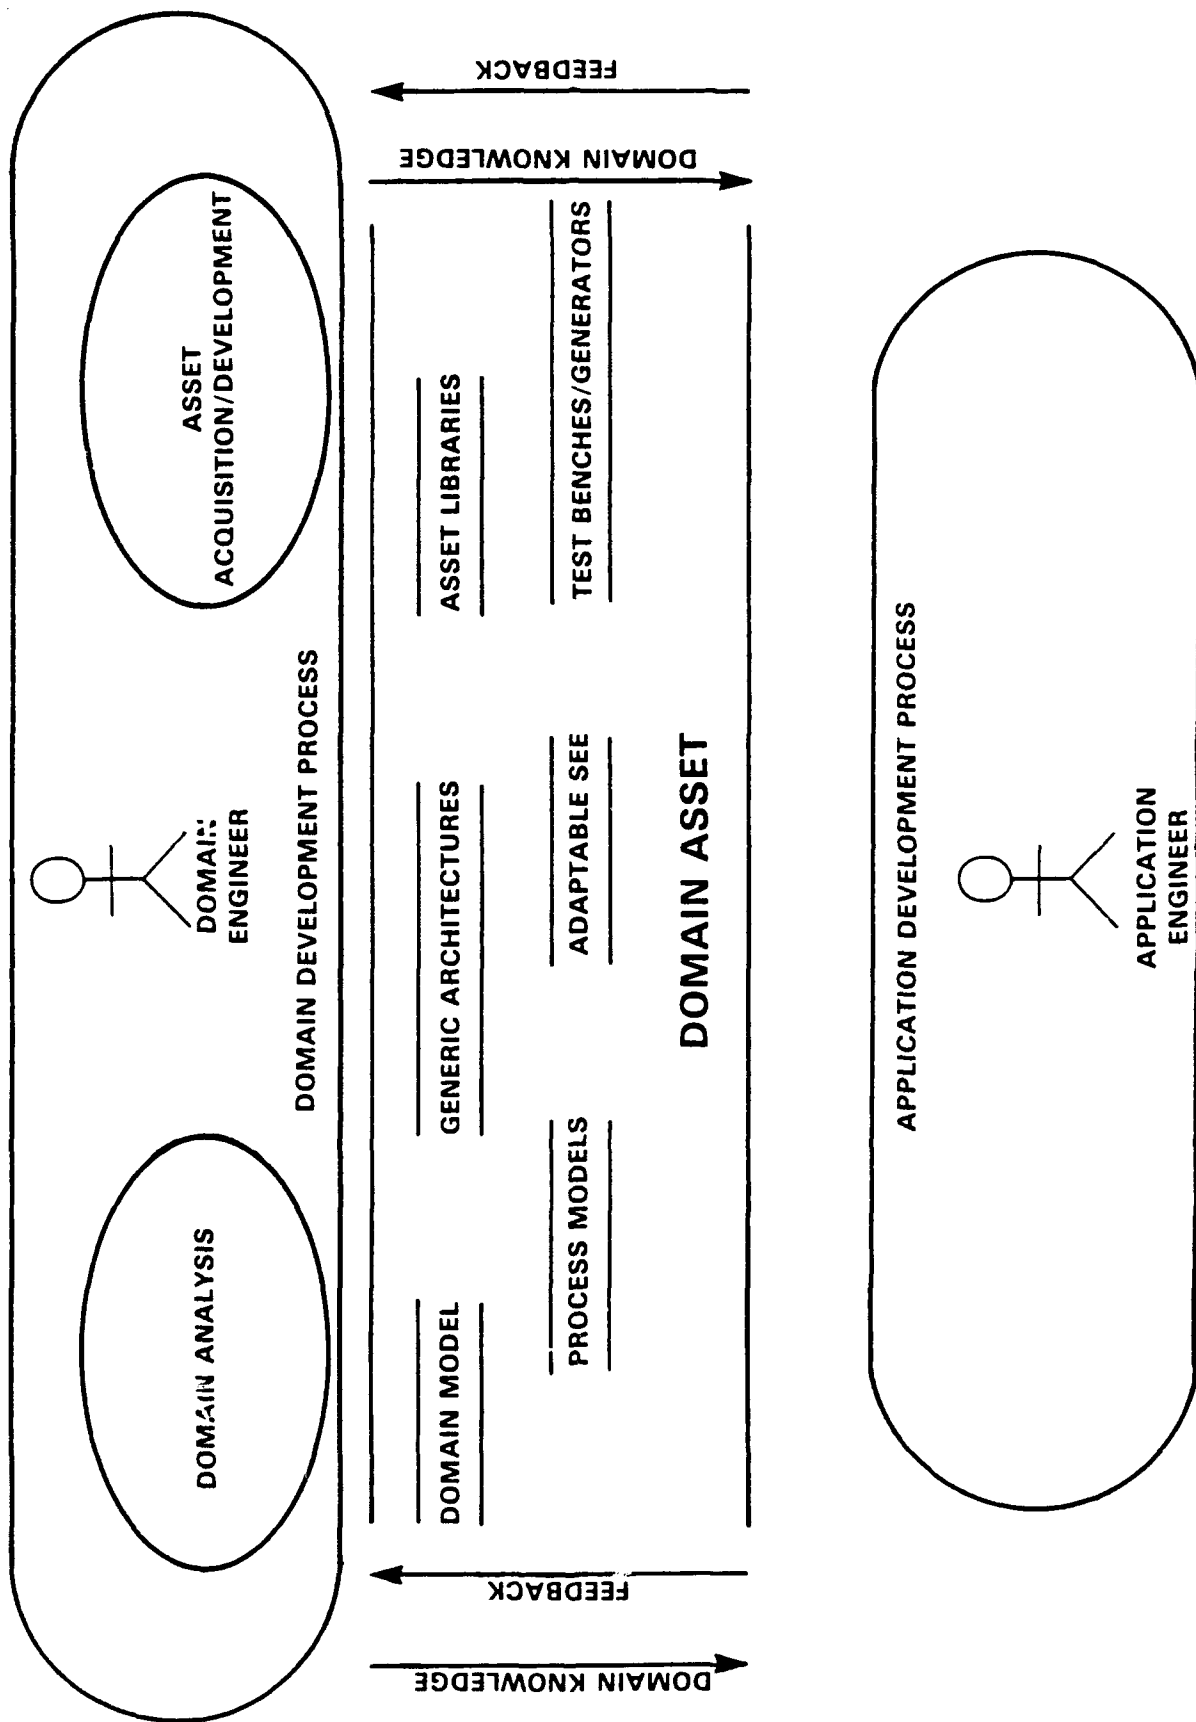 DOMAIN ANALYSIS
DOMAIN
ENGINEER
ASSET
ACQUISITION/DEVELOPMENT
DOMAIN DEVELOPMENT PROCESS
DOMAIN KNOWLEDGE
FEEDBACK
DOMAIN MODEL
GENERIC ARCHITECTURES
ASSET LIBRARIES
PROCESS MODELS
ADAPTABLE SEE
TEST BENCHES/GENERATORS
DOMAIN ASSET
DOMAIN KNOWLEDGE
FEEDBACK
APPLICATION DEVELOPMENT PROCESS
APPLICATION
ENGINEER